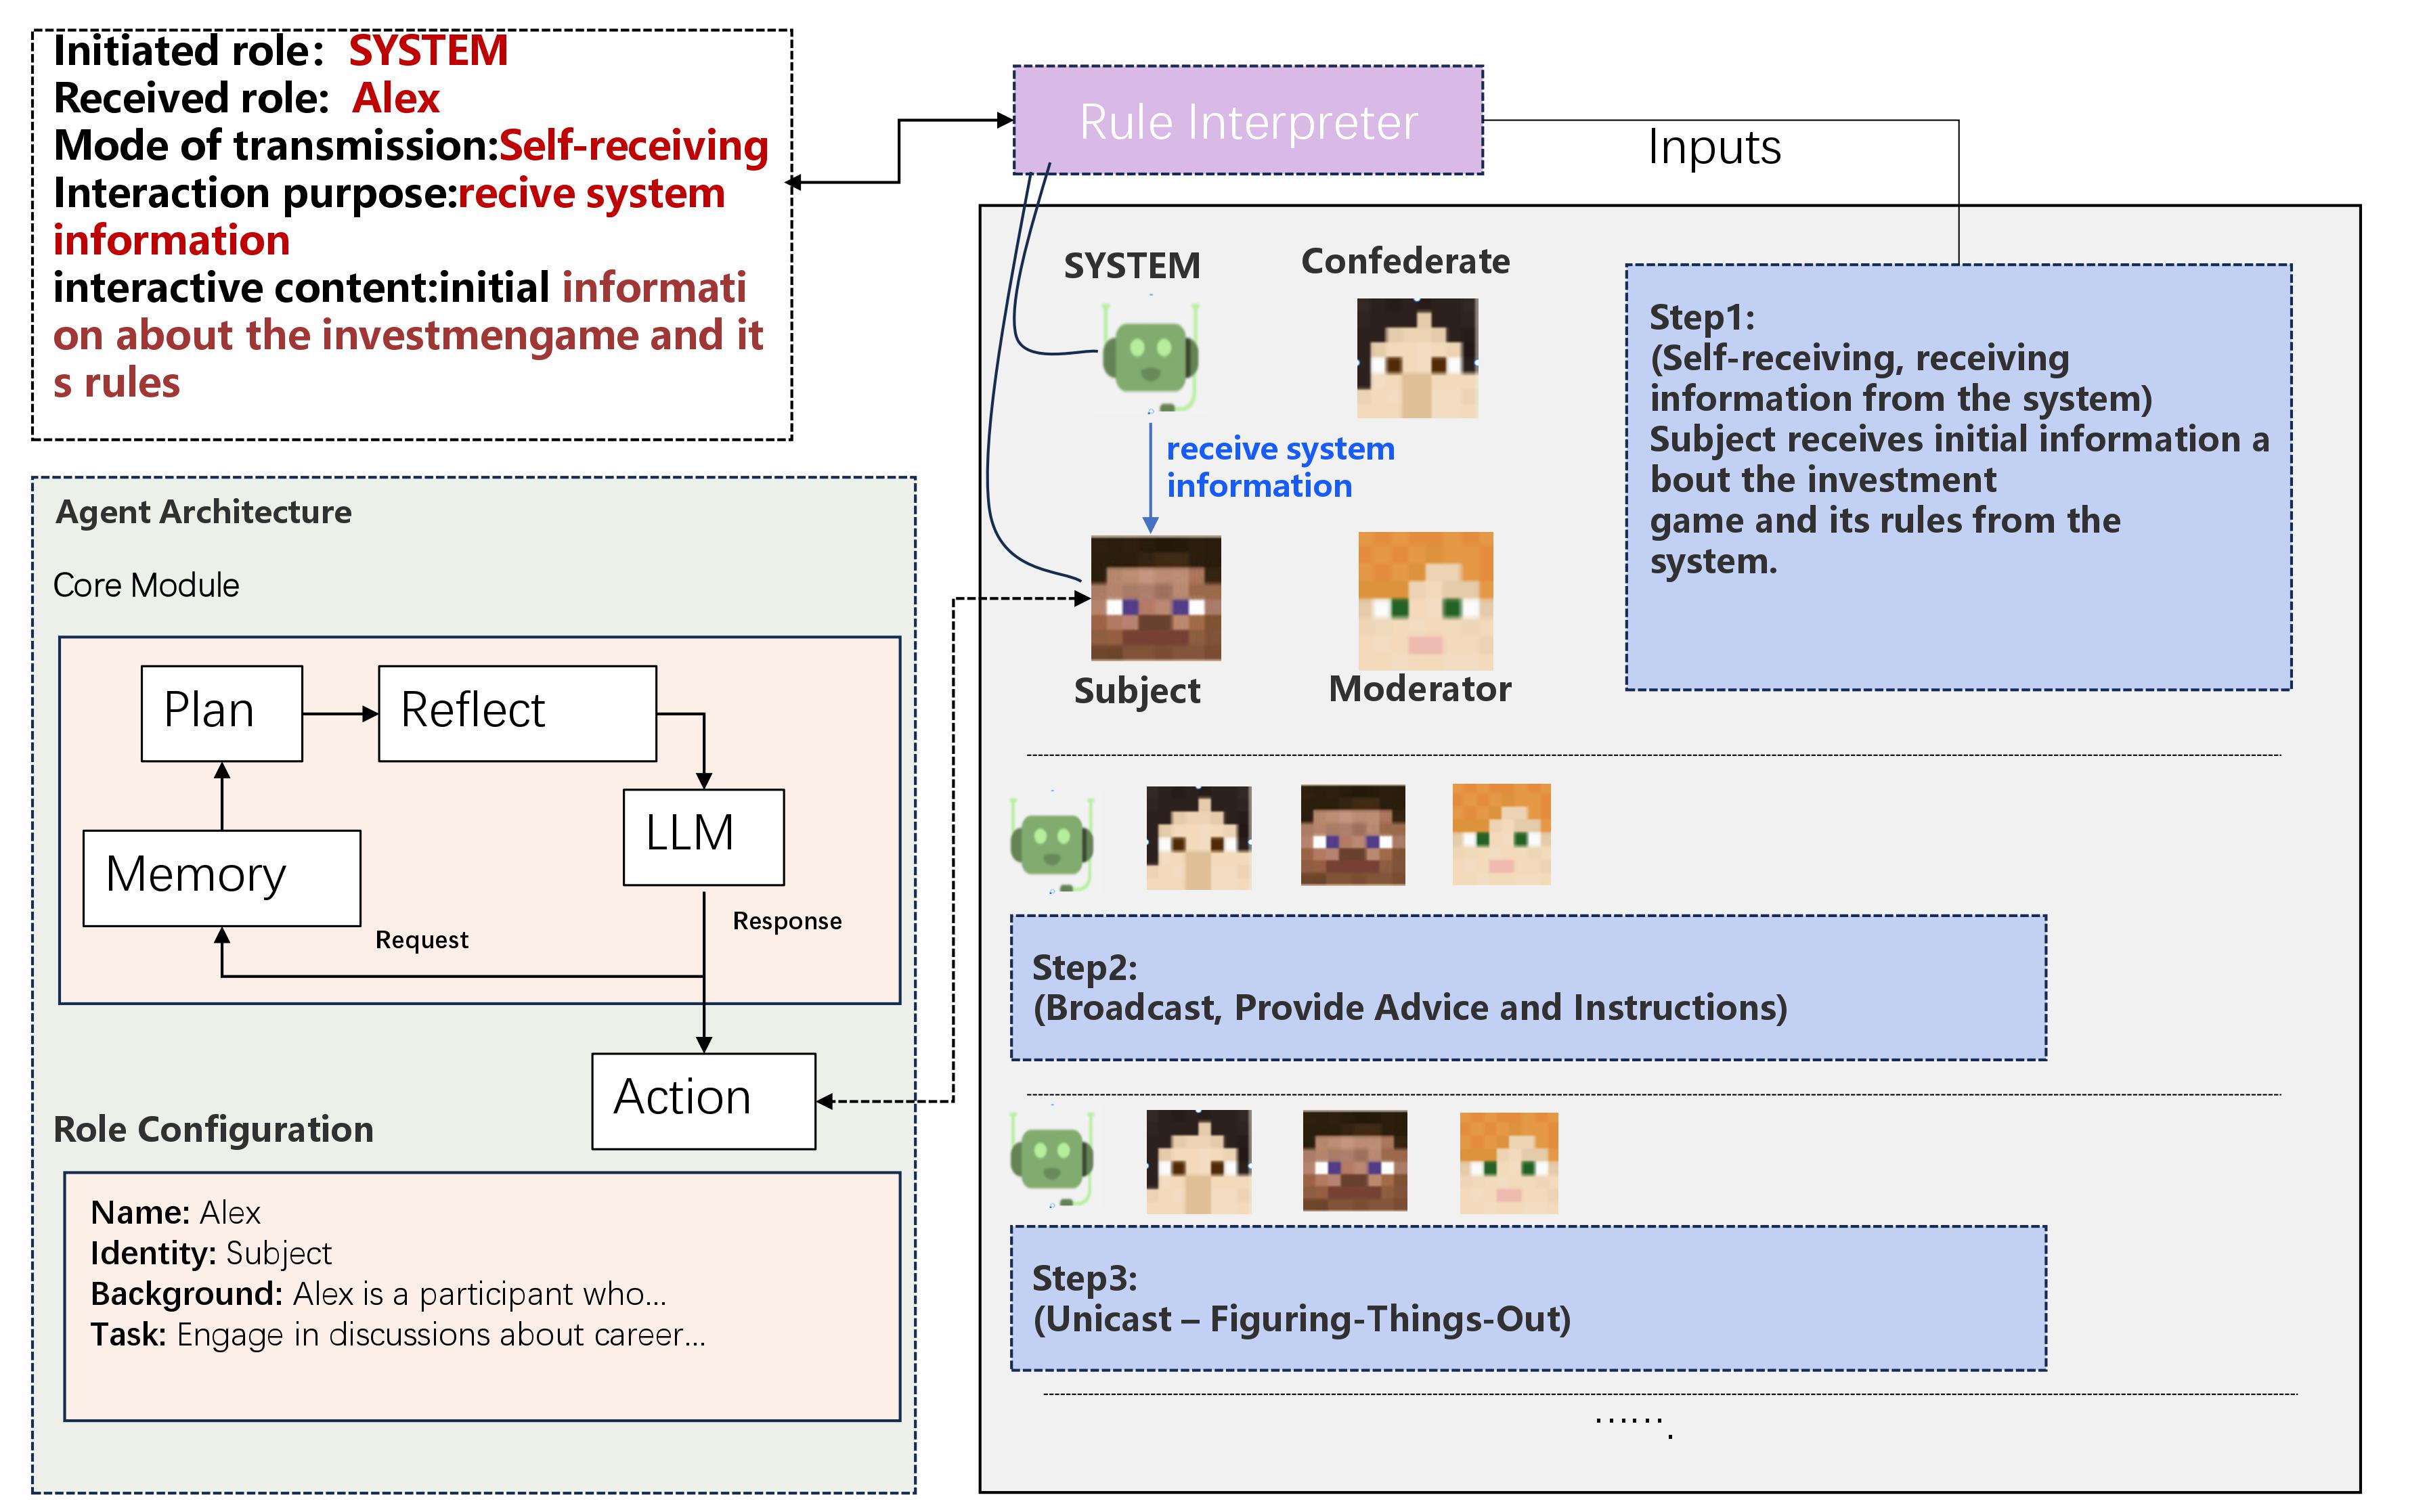 Initiated role: SYSTEM
Received role: Alex
Mode of transmission:Self-receiving
Interaction purpose:recive system
information
interactive content:initial informati
on about the investmengame and it
s rules
Rule Interpreter
Inputs
SYSTEM
Confederate
receive system
information
Subject
Moderator
Step1:
(Self-receiving, receiving
information from the system)
Subject receives initial information a
bout the investment
game and its rules from the
system.
Agent Architecture
Core Module
Plan
Reflect
LLM
Memory
Request
Response
Action
Role Configuration
Name: Alex
Identity: Subject
Background: Alex is a participant who...
Task: Engage in discussions about career...
Step2:
(Broadcast, Provide Advice and Instructions)
Step3:
(Unicast – Figuring-Things-Out)
.......